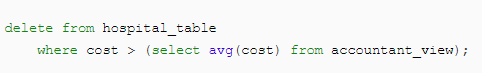 delete from hospital_table
where cost > (select avg(cost) from accountant_view);